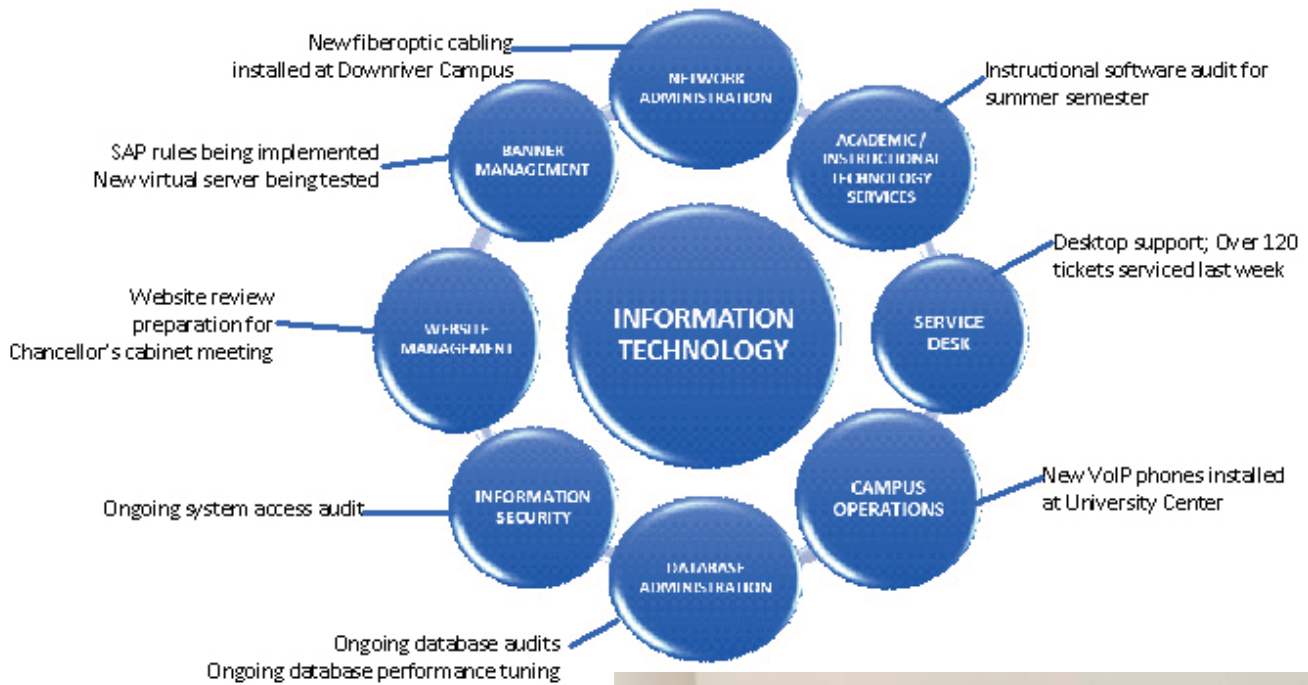 New fiberoptic cabling
installed at Downriver Campus
NETWORK
ADMINISTRATION
Instructional software audit for
summer semester
ACADEMIC /
INSTRUCTIONAL
TECHNOLOGY
SERVICES
SAP rules being implemented
New virtual server being tested
BANNER
MANAGEMENT
Desktop support; Over 120
tickets serviced last week
SERVICE
DESK
INFORMATION
TECHNOLOGY
Website review
preparation for
Chancellor's cabinet meeting
WEBSITE
MANAGEMENT
New VoIP phones installed
at University Center
CAMPUS
OPERATIONS
Ongoing system access audit
INFORMATION
SECURITY
DATABASE
ADMINISTRATION
Ongoing database audits
Ongoing database performance tuning